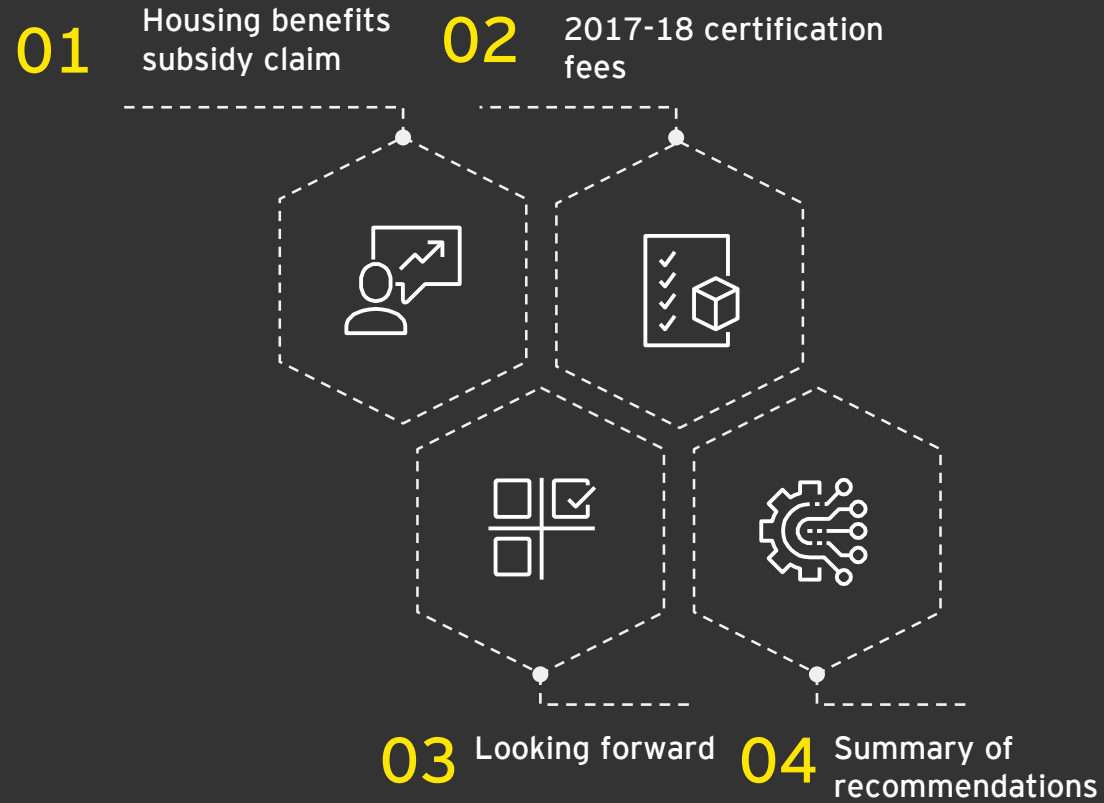 01
Housing benefits
subsidy claim
02
2017-18 certification
fees
03
Looking forward
04
Summary of
recommendations